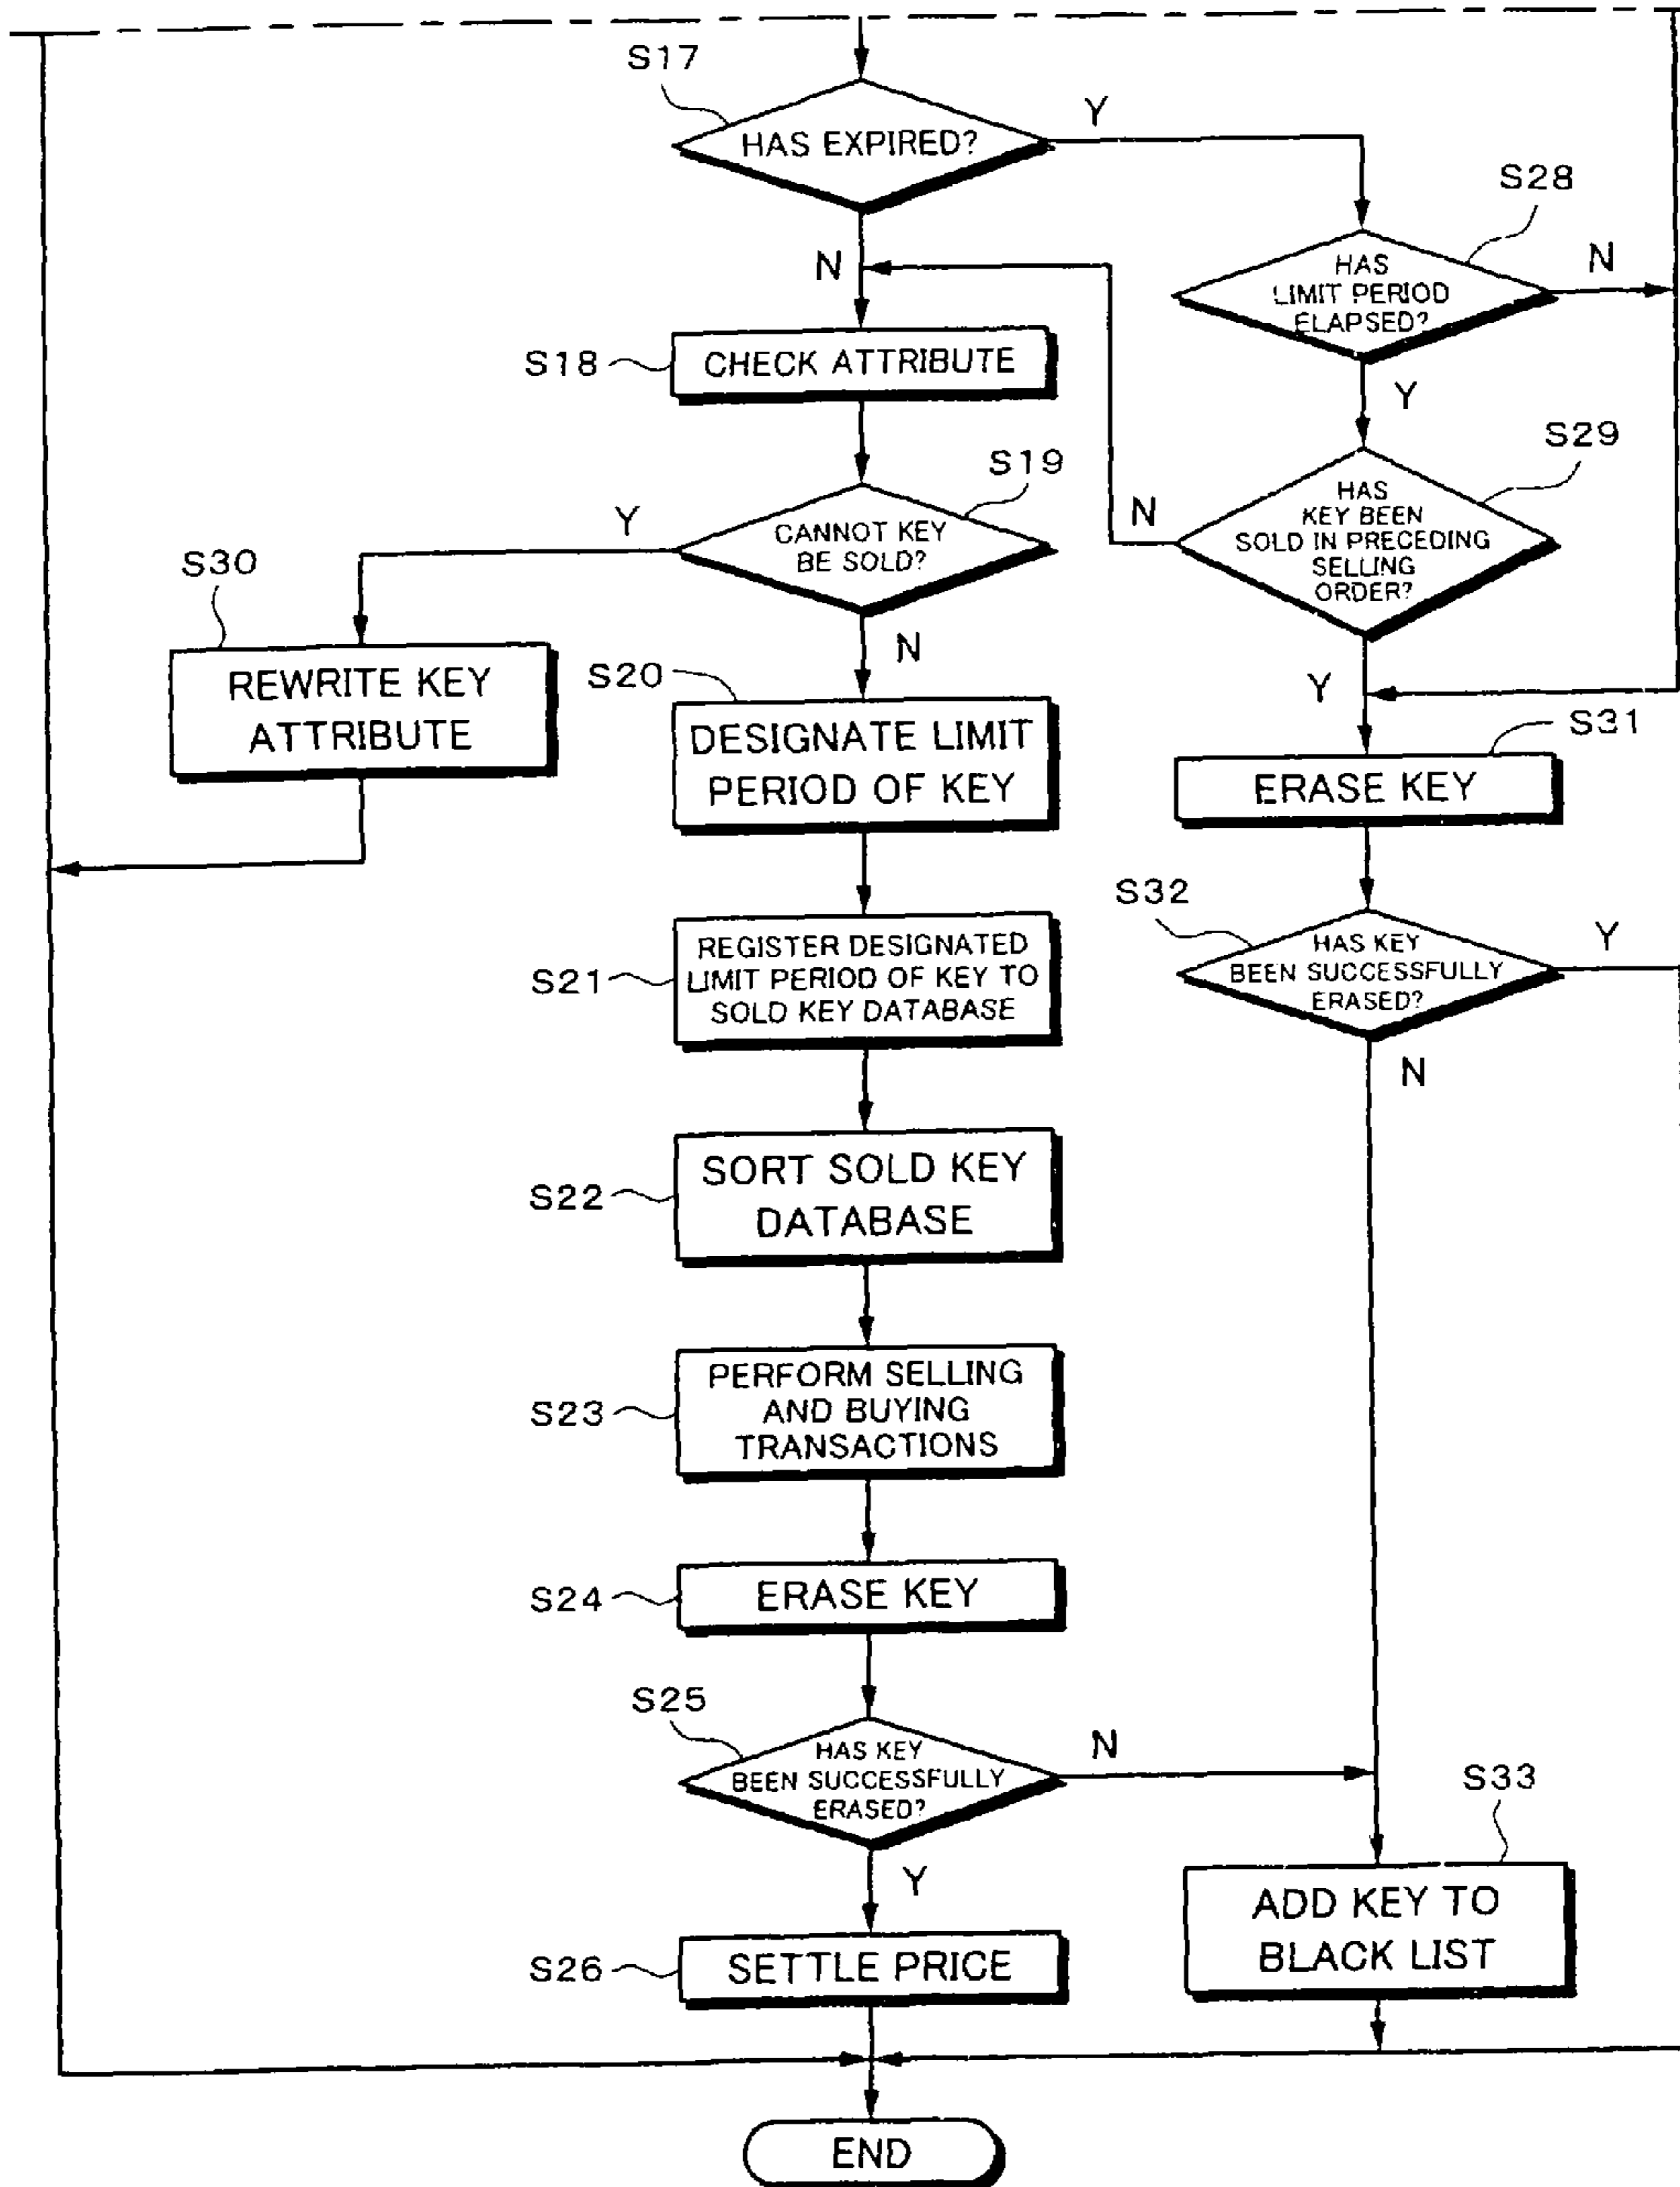 S17
HAS EXPIRED?
Y
N
S28
HAS
LIMIT PERIOD
ELAPSED?
N
Y
S18
CHECK ATTRIBUTE
S19
CANNOT KEY
BE SOLD?
Y
N
S29
HAS
KEY BEEN
SOLD IN PRECEDING
SELLING
ORDER?
N
Y
S30
REWRITE KEY
ATTRIBUTE
S20
DESIGNATE LIMIT
PERIOD OF KEY
S31
ERASE KEY
S21
REGISTER DESIGNATED
LIMIT PERIOD OF KEY TO
SOLD KEY DATABASE
S32
HAS KEY
BEEN SUCCESSFULLY
ERASED?
Y
N
S22
SORT SOLD KEY
DATABASE
S23
PERFORM SELLING
AND BUYING
TRANSACTIONS
S24
ERASE KEY
S25
HAS KEY
BEEN SUCCESSFULLY
ERASED?
N
Y
S33
ADD KEY TO
BLACK LIST
S26
SETTLE PRICE
END